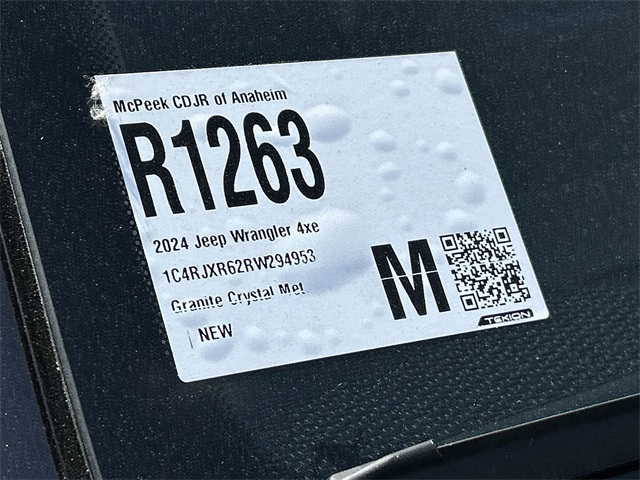 McPeek CDJR of Anaheim
R1263
2024 Jeep Wrangler 4xe
1C4RJXR62RW294953
Granite Crystal Met
NEW
M
TEKION